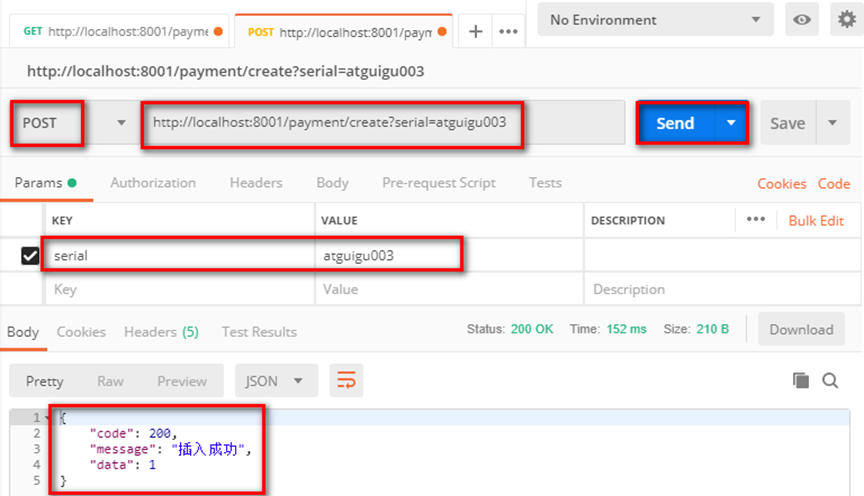 GET http://localhost:8001/payme POST http://localhost:8001/paym + ••• No Environment
http://localhost:8001/payment/create?serial=atguigu003
POST http://localhost:8001/payment/create?serial=atguigu003 Send Save
Params Authorization Headers Body Pre-request Script Tests Cookies Code
KEY VALUE DESCRIPTION ••• Bulk Edit
serial atguigu003
Key Value Description
Body Cookies Headers (5) Test Results Status: 200 OK Time: 152 ms Size: 210 B Download
Pretty Raw Preview JSON
1 {
2 "code": 200,
3 "message": "插入成功",
4 "data": 1
5 }